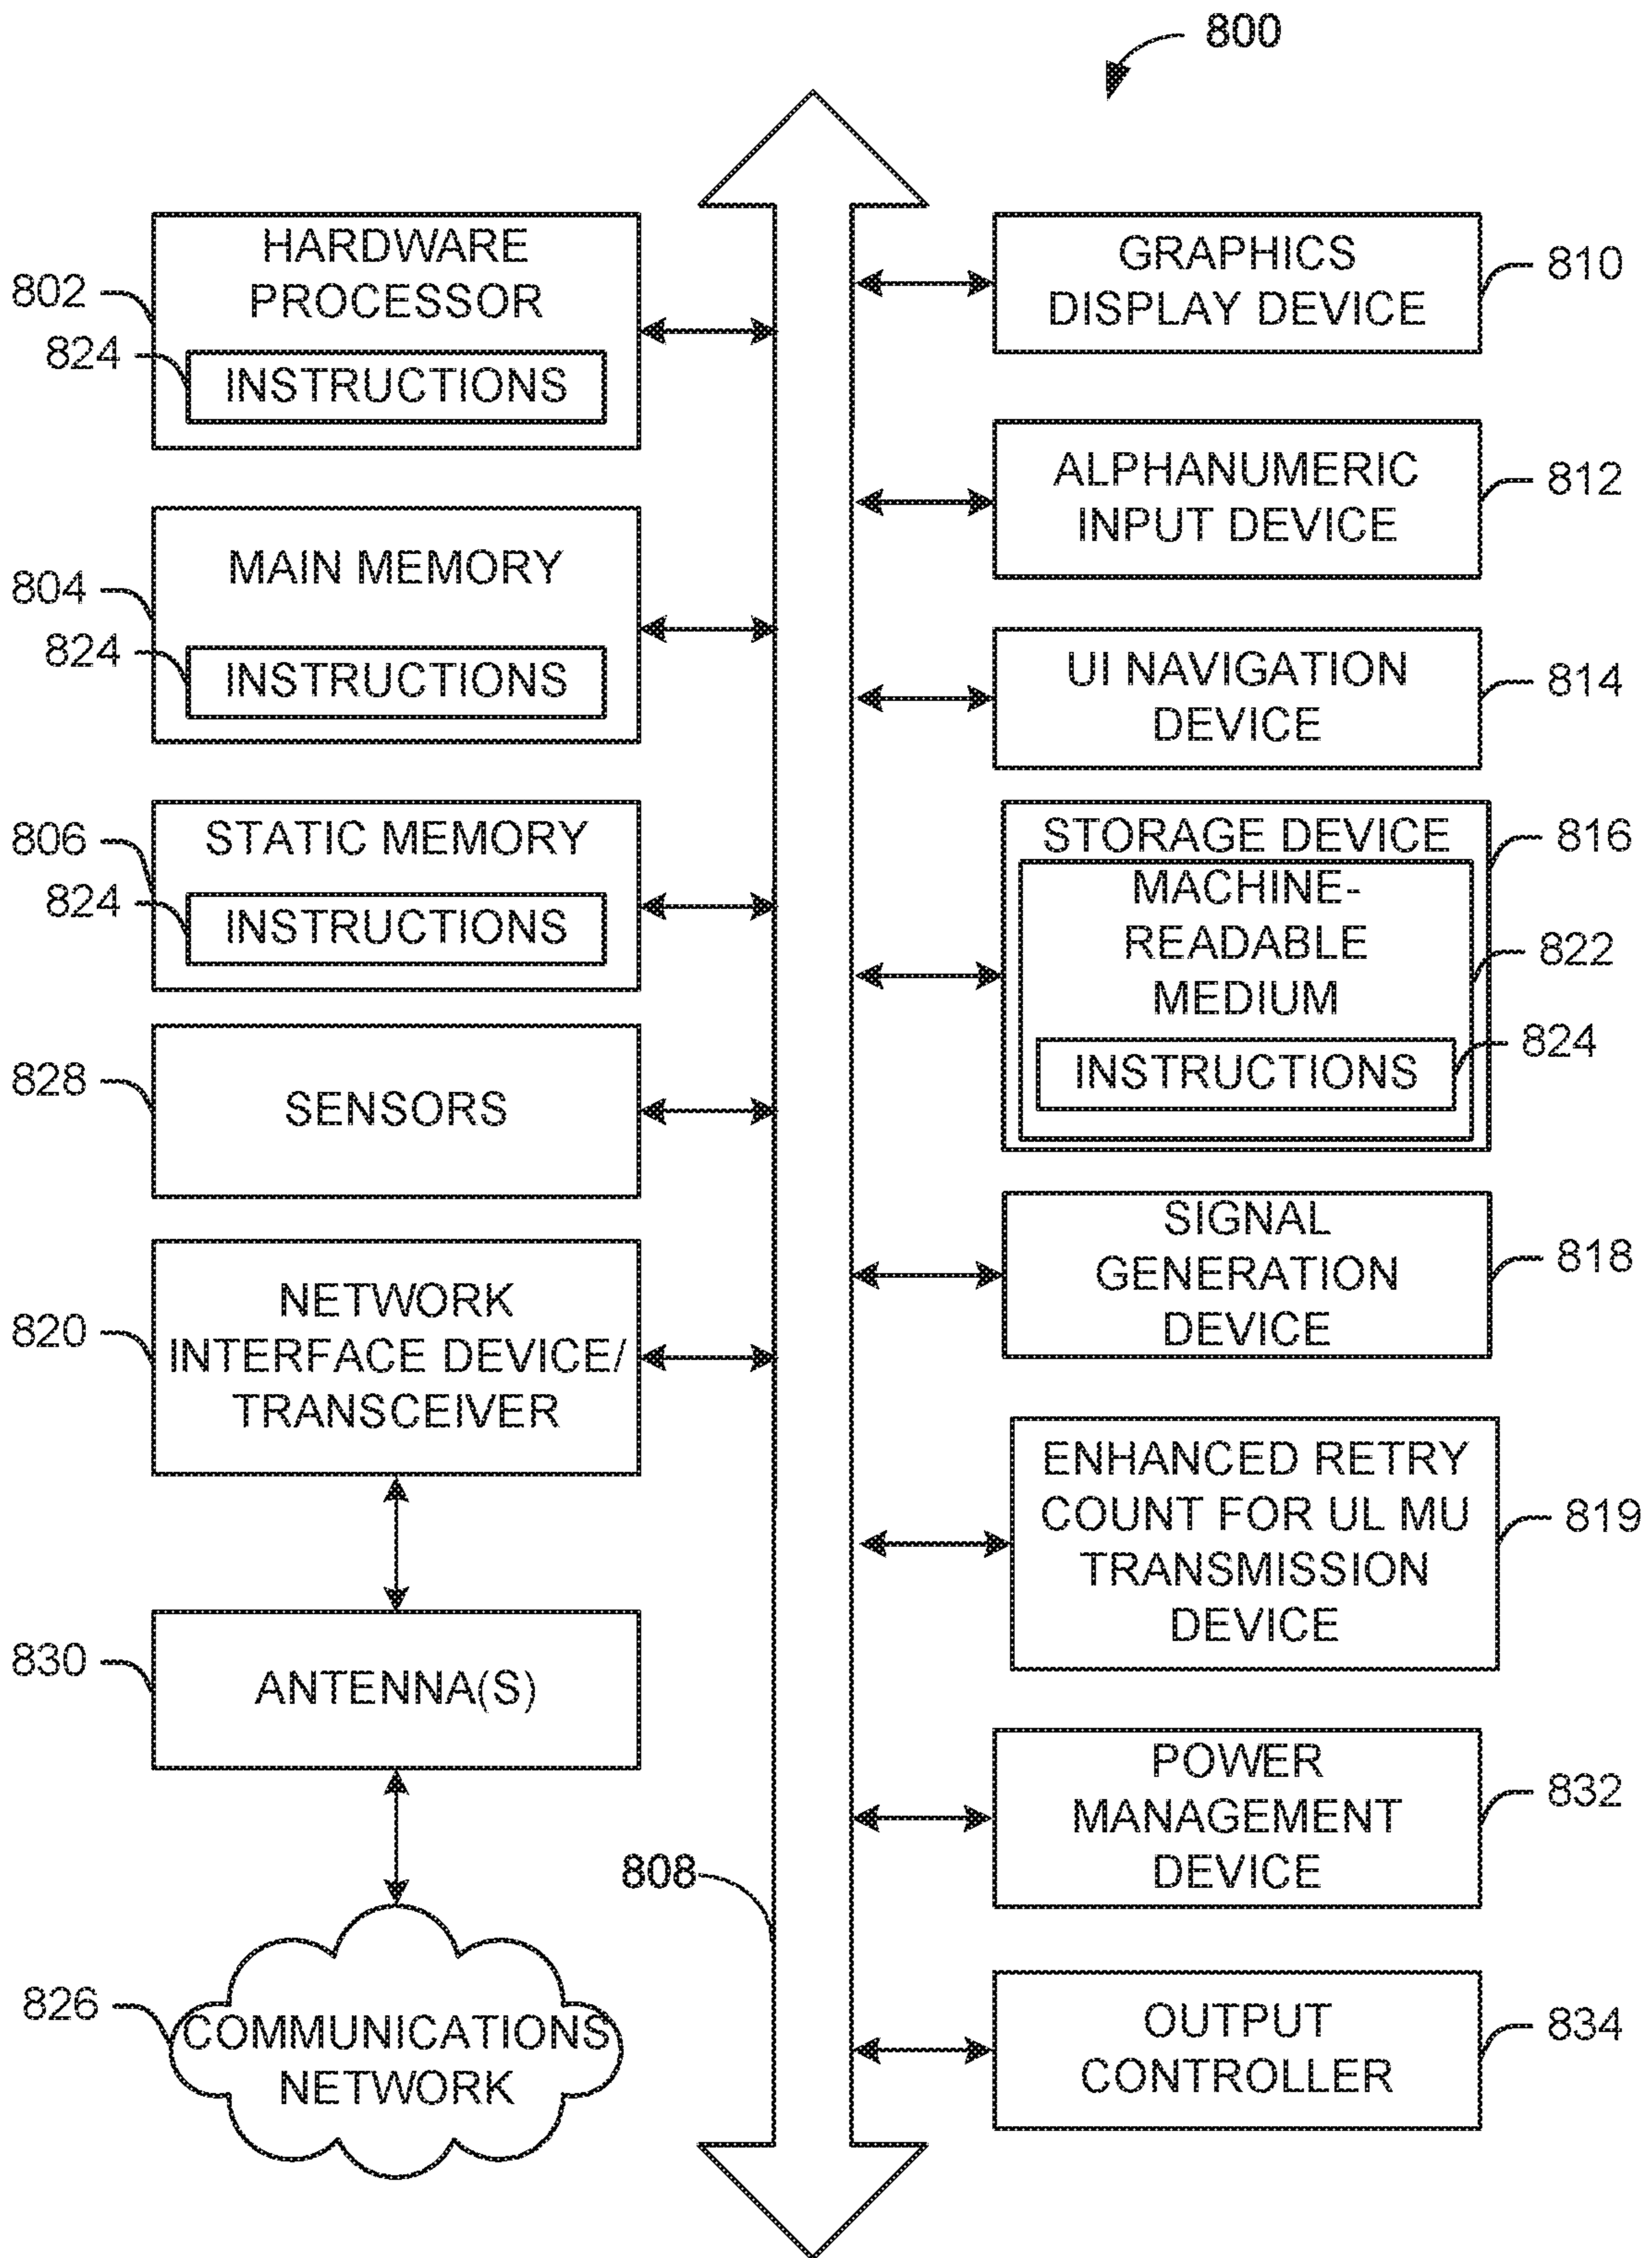 800
HARDWARE
PROCESSOR
802
824
INSTRUCTIONS
MAIN MEMORY
804
824
INSTRUCTIONS
STATIC MEMORY
806
824
INSTRUCTIONS
828
SENSORS
NETWORK
INTERFACE DEVICE/
TRANSCEIVER
820
830
ANTENNA(S)
808
826
COMMUNICATIONS
NETWORK
GRAPHICS
DISPLAY DEVICE
810
ALPHANUMERIC
INPUT DEVICE
812
UI NAVIGATION
DEVICE
814
STORAGE DEVICE
816
MACHINE-
READABLE
MEDIUM
822
824
INSTRUCTIONS
SIGNAL
GENERATION
DEVICE
818
ENHANCED RETRY
COUNT FOR UL MU
TRANSMISSION
DEVICE
819
POWER
MANAGEMENT
DEVICE
832
OUTPUT
CONTROLLER
834